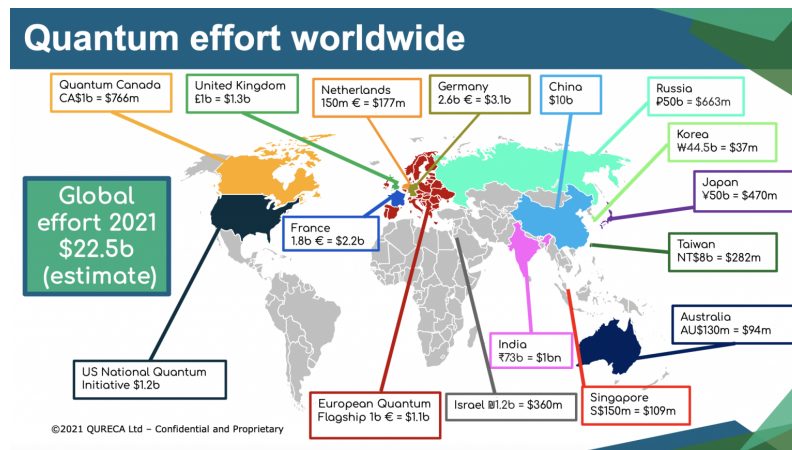 Quantum effort worldwide
Quantum Canada
CA$1b = $766m
United Kingdom
£1b = $1.3b
Netherlands
150m € = $177m
Germany
2.6b € = $3.1b
China
$10b
Russia
₽50b = $663m
Korea
₩44.5b = $37m
Japan
¥50b = $470m
Global
effort 2021
$22.5b
(estimate)
France
1.8b € = $2.2b
Taiwan
NT$8b = $282m
Australia
AU$130m = $94m
India
₹73b = $1bn
US National Quantum
Initiative $1.2b
European Quantum
Flagship 1b € = $1.1b
Israel ₪1.2b = $360m
Singapore
S$150m = $109m
©2021 QURECA Ltd – Confidential and Proprietary